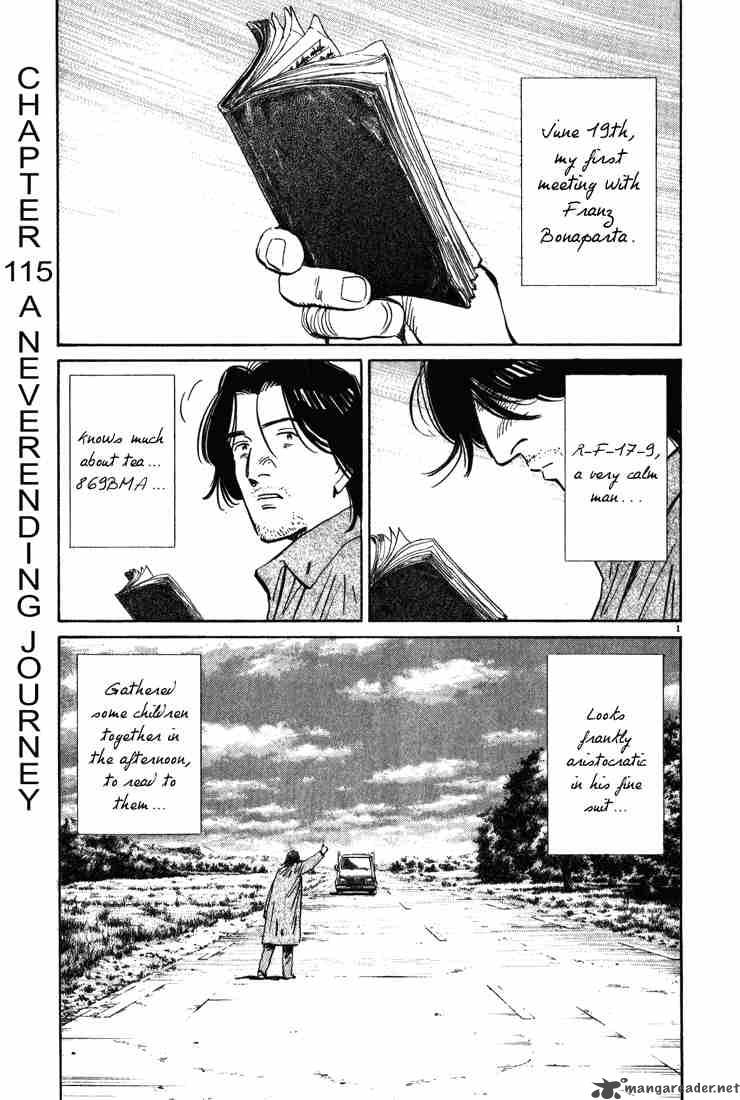 CHAPTER 115 A NEVERENDING JOURNEY
June 19th,
my first
meeting with
Franz
Bonaparta.
R-F-17-9,
a very calm
man...
Knows much
about tea...
869BMA...
1
Looks
frankly
aristocratic
in his fine
suit...
Gathered
some children
together in
the afternoon,
to read to
them...
mangareader.net